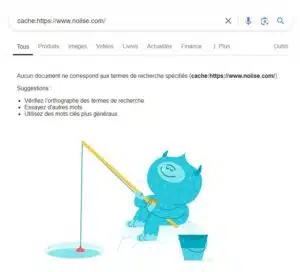 cache:https://www.noiise.com/
Tous Produits Images Vidéos Livres Actualités Finance Plus Outils
Aucun document ne correspond aux termes de recherche spécifiés (cache:https://www.noiise.com/)
Suggestions :
Vérifiez l'orthographe des termes de recherche
Essayez d'autres mots
Utilisez des mots clés plus généraux